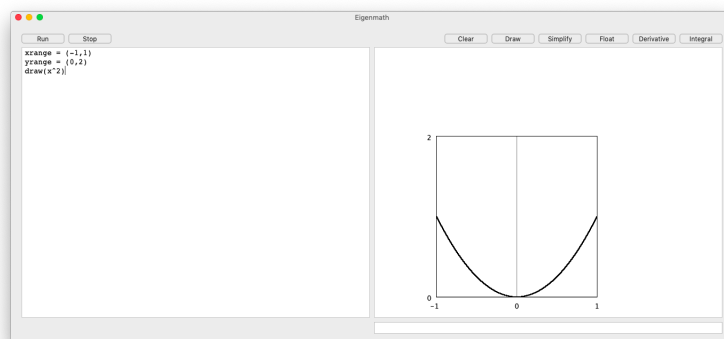 Eigenmath
Run Stop Clear Draw Simplify Float Derivative Integral
xrange = (-1,1)
yrange = (0,2)
draw(x^2)
2
0
-1 0 1